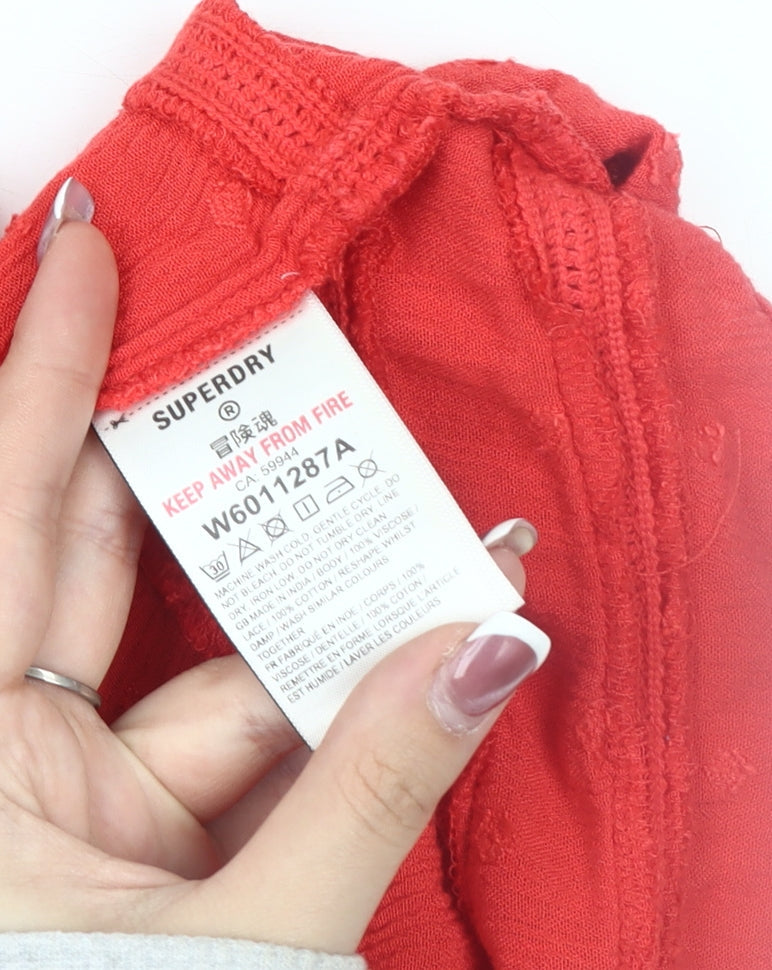 SUPERDRY
®
冒険魂
KEEP AWAY FROM FIRE
CA: 59944
W6011287A
30
MACHINE WASH COLD, GENTLE CYCLE, DO
NOT BLEACH, DO NOT TUMBLE DRY, LINE
DRY, IRON LOW, DO NOT DRY CLEAN
GB MADE IN INDIA / BODY / 100% VISCOSE /
LACE / 100% COTTON / RESHAPE WHILST
DAMP / WASH SIMILAR COLOURS
TOGETHER
FR FABRIQUÉ EN INDE / CORPS / 100%
VISCOSE / DENTELLE / 100% COTON /
REMETTRE EN FORME LORSQUE L'ARTICLE
EST HUMIDE / LAVER LES COULEURS